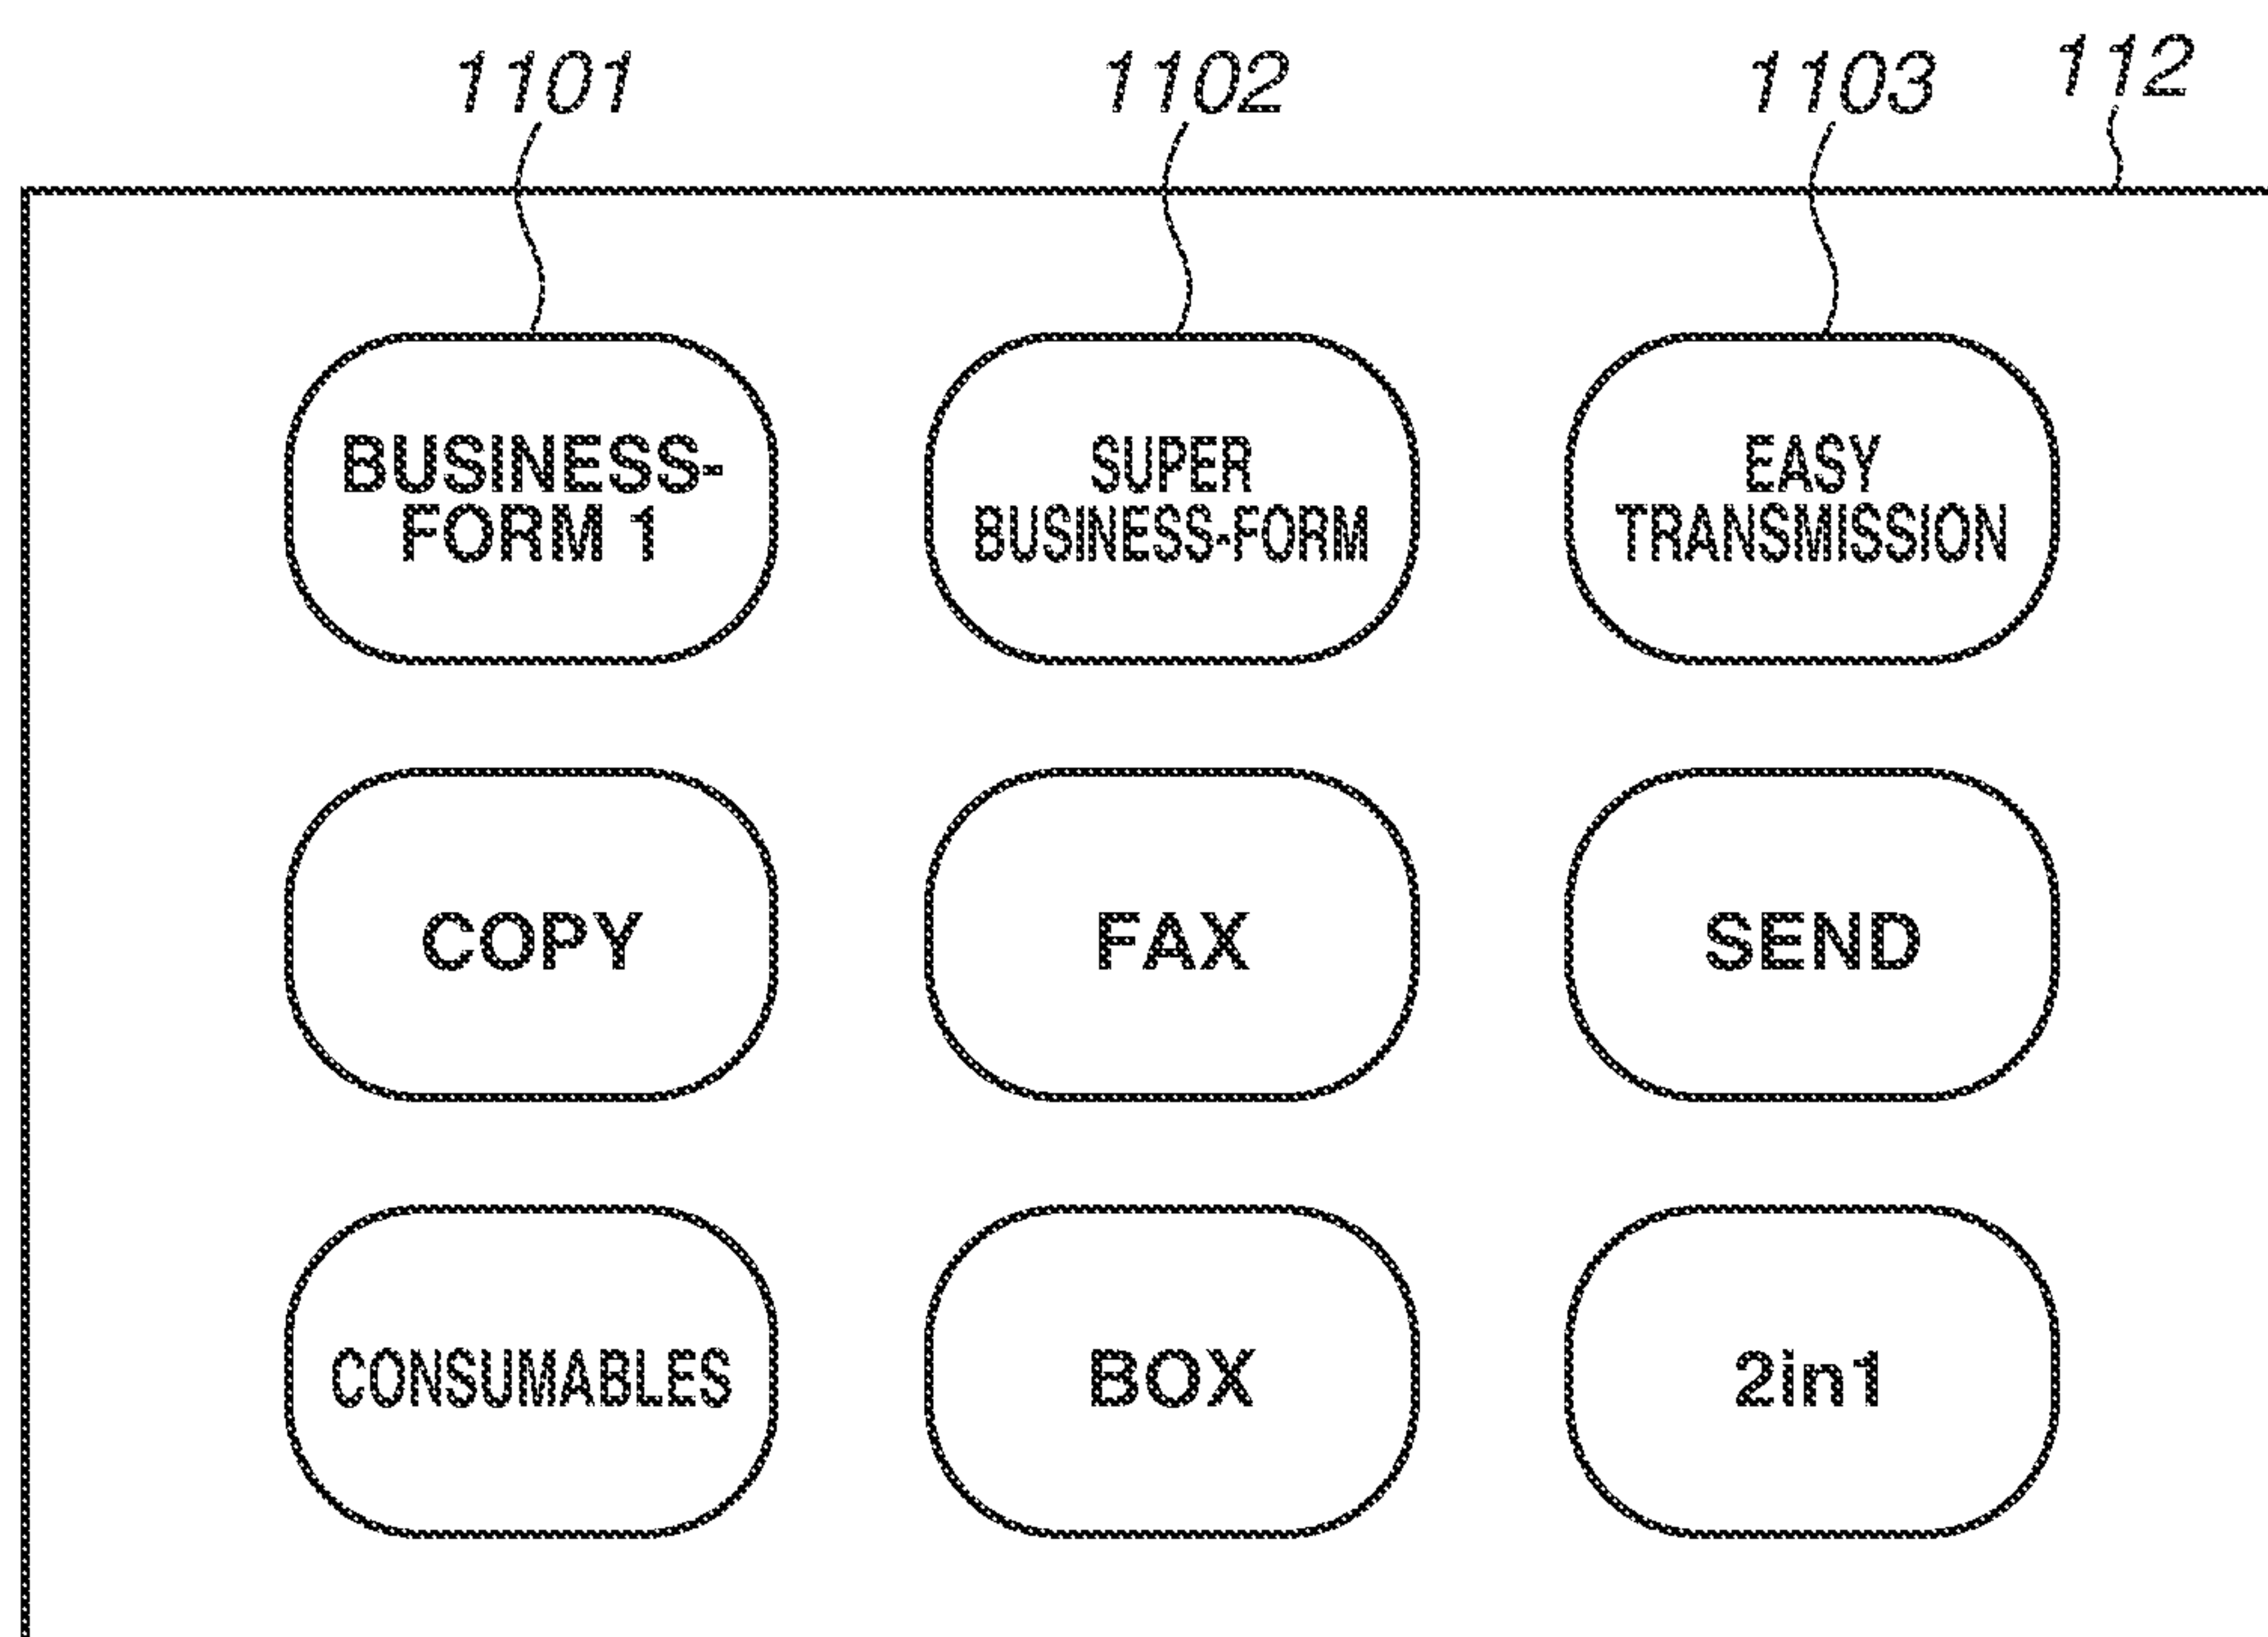 1101 1102 1103 112
BUSINESS-
FORM 1
SUPER
BUSINESS-FORM
EASY
TRANSMISSION
COPY
FAX
SEND
CONSUMABLES
BOX
2in1